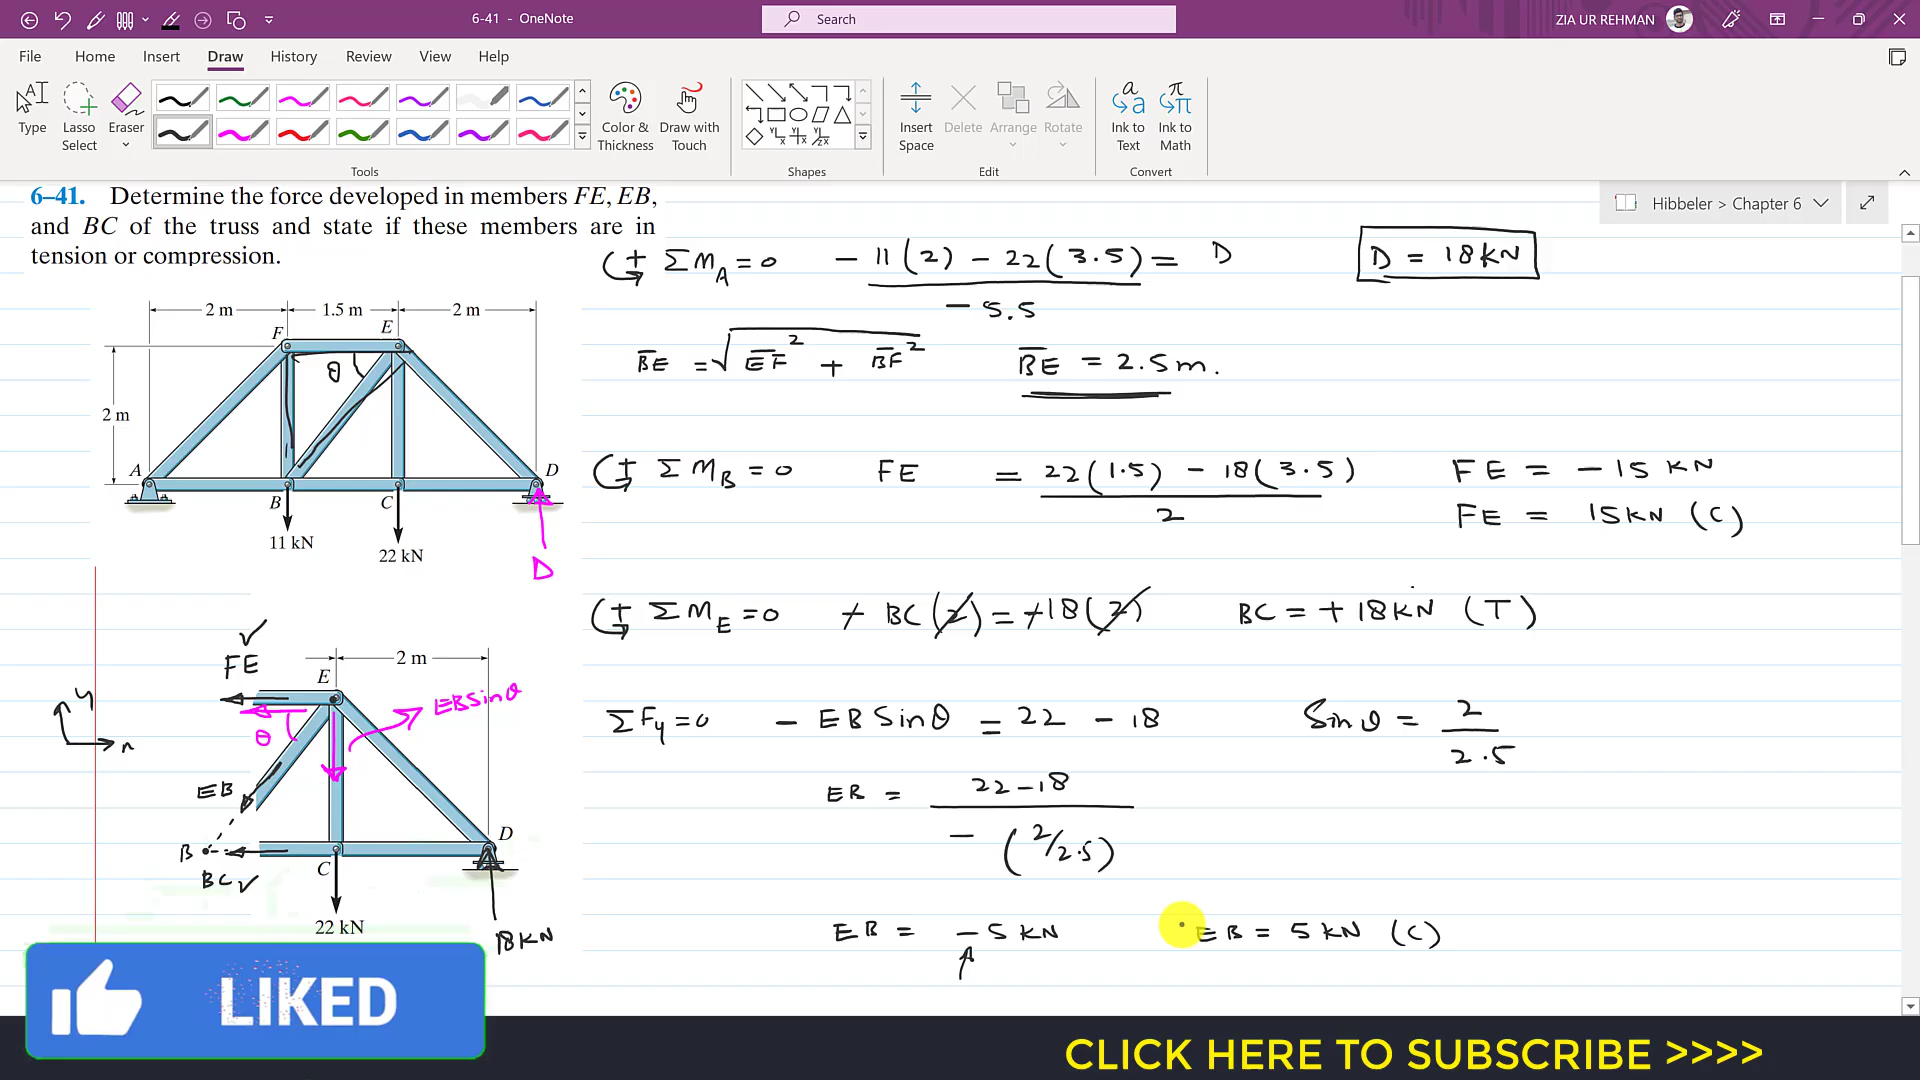 6-41 - OneNote
Search
ZIA UR REHMAN
File Home Insert Draw History Review View Help
Type
Lasso Select
Eraser
Color & Thickness
Draw with Touch
Insert Space
Delete
Arrange
Rotate
Ink to Text
Ink to Math
Tools
Shapes
Edit
Convert
Hibbeler > Chapter 6
6–41. Determine the force developed in members FE, EB,
and BC of the truss and state if these members are in
tension or compression.
2 m 1.5 m 2 m
F E
θ
2 m
A D
B C
11 kN
22 kN
D
(+ ΣM_A = 0 - 11(2) - 22(3.5) = D
- 5.5
D = 18KN
BE = √EF² + BF² BE = 2.5m.
(+ ΣM_B = 0 FE = 22(1.5) - 18(3.5)
2
FE = -15 KN
FE = 15KN (C)
(+ ΣM_E = 0 + BC(2) = +18(2) BC = +18KN (T)
ΣFy = 0 - EBSinθ = 22 - 18 Sinθ = 2
2.5
EB = 22-18
- (2/2.5)
EB = -5 KN EB = 5KN (C)
y
FE
2 m
E
EBSinθ
θ
EB
B
D
BC
C
22 kN
18KN
LIKED
CLICK HERE TO SUBSCRIBE >>>>